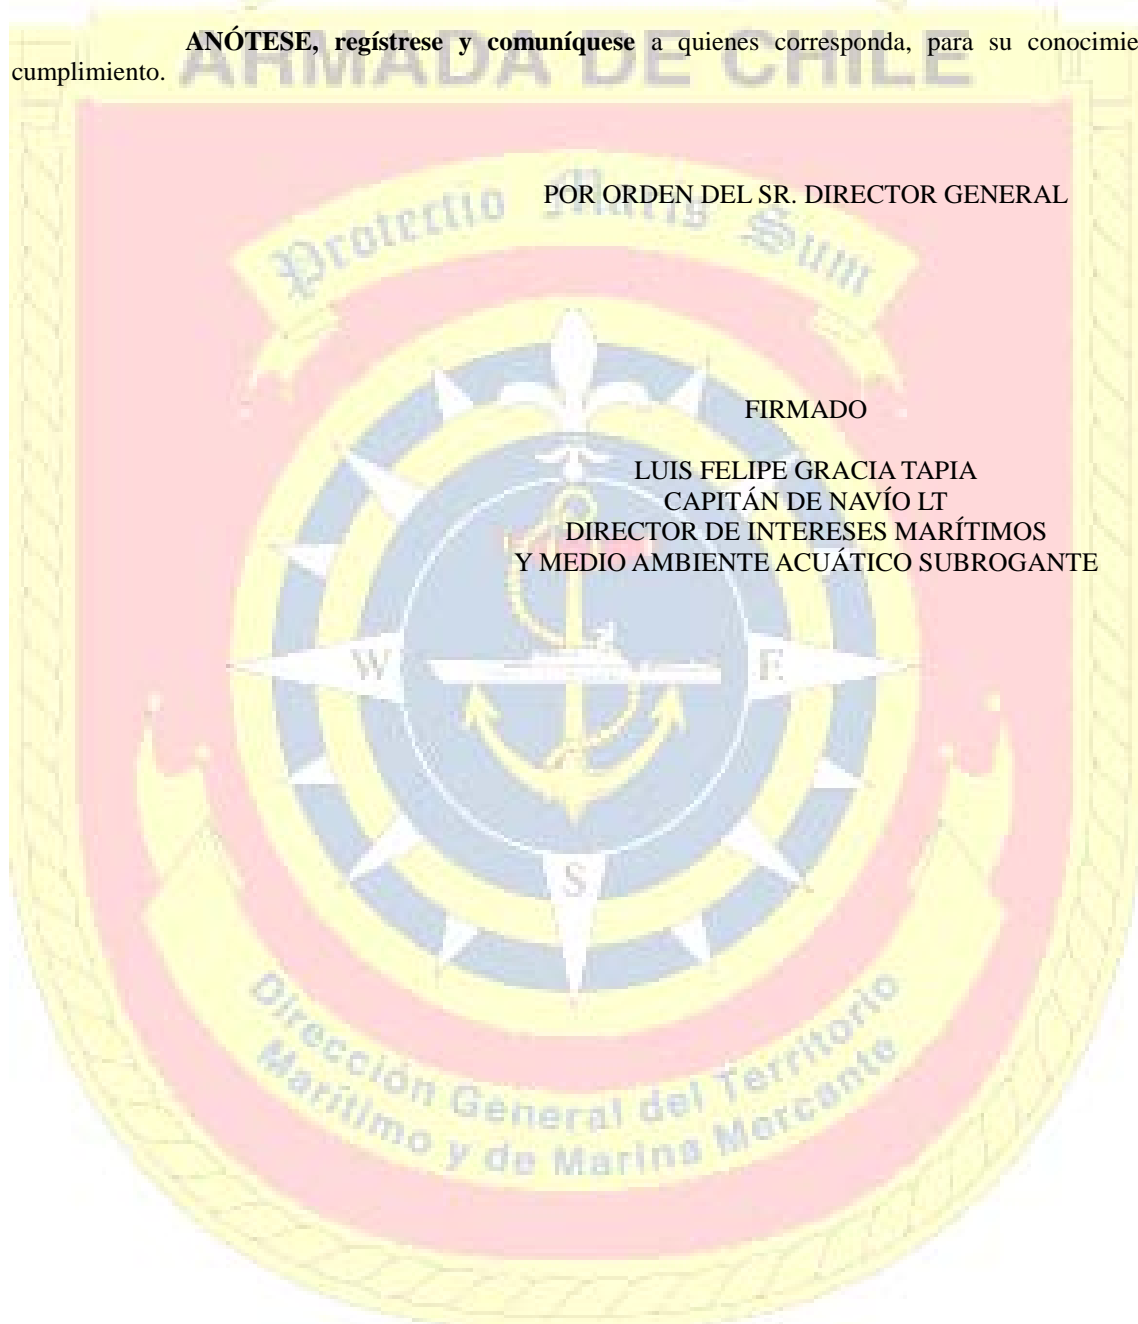 ANÓTESE, regístrese y comuníquese a quienes corresponda, para su conocimie
cumplimiento.
ARMADA DE CHILE
POR ORDEN DEL SR. DIRECTOR GENERAL
Protectio Maris Sum
FIRMADO
LUIS FELIPE GRACIA TAPIA
CAPITÁN DE NAVÍO LT
DIRECTOR DE INTERESES MARÍTIMOS
Y MEDIO AMBIENTE ACUÁTICO SUBROGANTE
W E
S
Dirección General del Territorio
Marítimo y de Marina Mercante